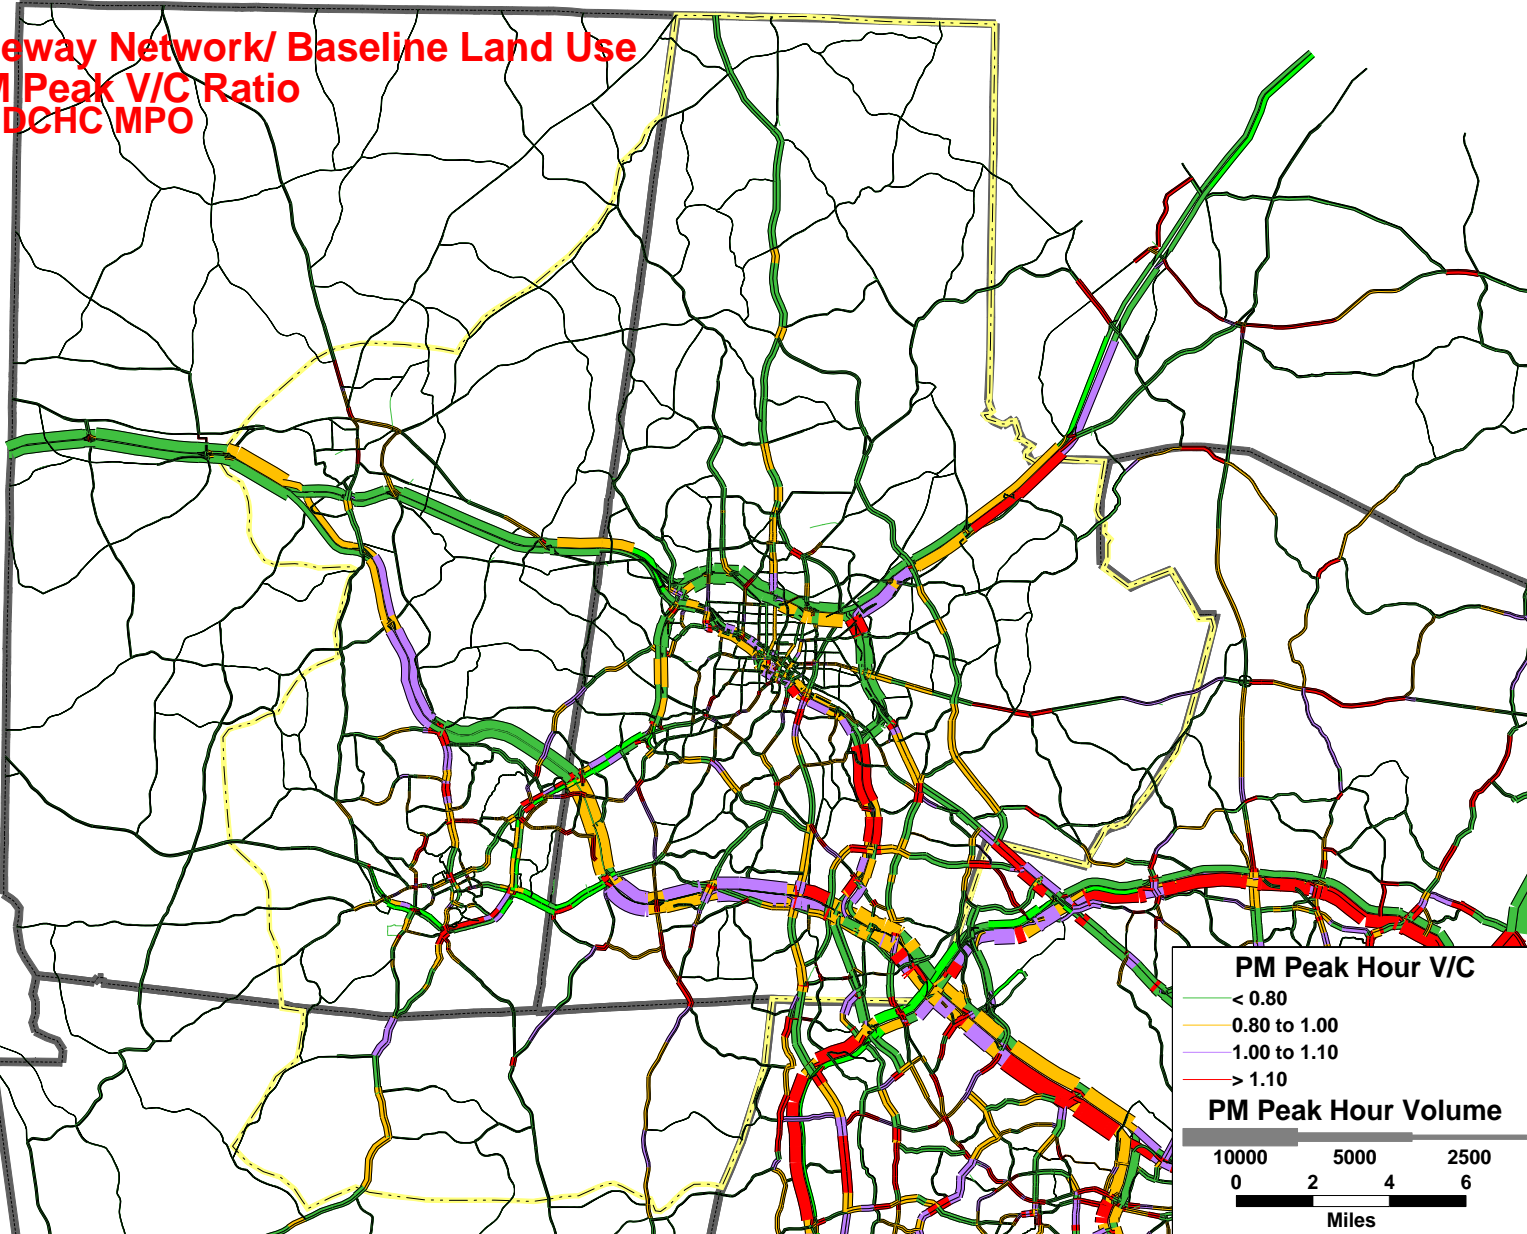 eway Network/ Baseline Land Use
M Peak V/C Ratio
DCHC MPO
PM Peak Hour V/C
< 0.80
0.80 to 1.00
1.00 to 1.10
> 1.10
PM Peak Hour Volume
10000 5000 2500
0 2 4 6
Miles